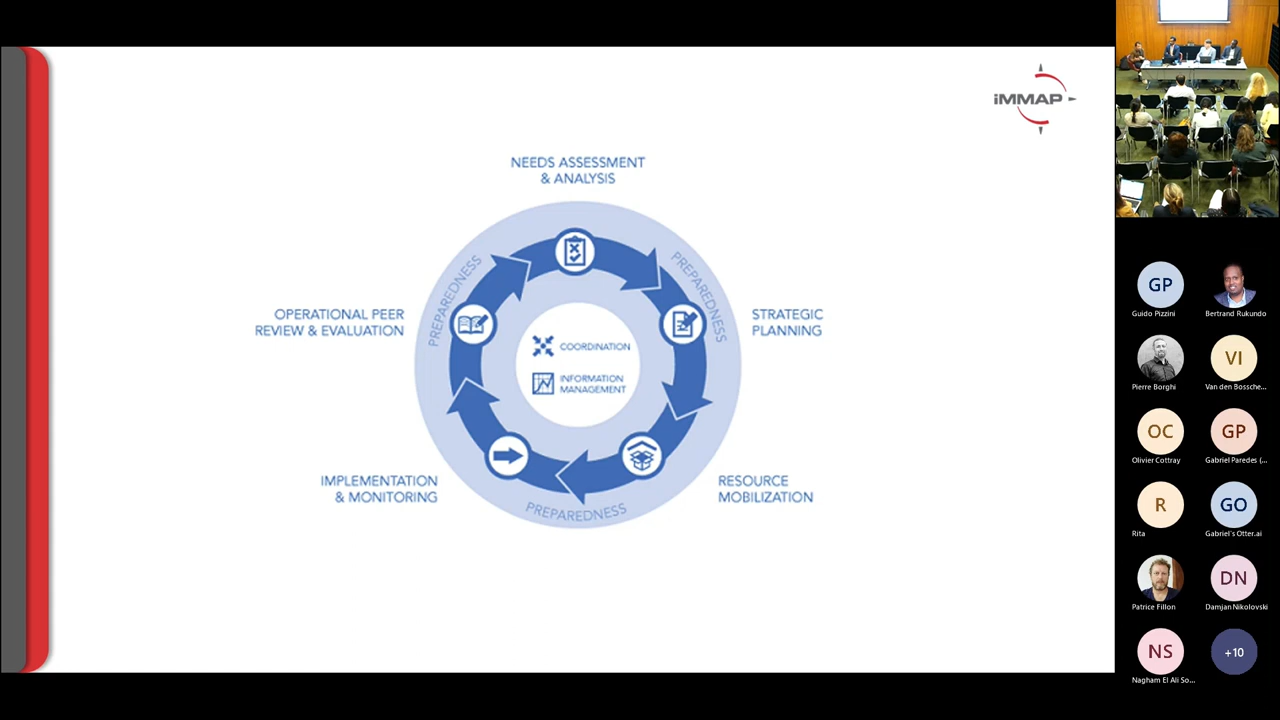 iMMAP
NEEDS ASSESSMENT
& ANALYSIS
PREPAREDNESS
PREPAREDNESS
OPERATIONAL PEER
REVIEW & EVALUATION
STRATEGIC
PLANNING
COORDINATION
INFORMATION
MANAGEMENT
IMPLEMENTATION
& MONITORING
RESOURCE
MOBILIZATION
PREPAREDNESS
GP
Guido Pizzini
Bertrand Rukundo
Pierre Borghi
VI
Van den Bossche...
OC
Olivier Cottray
GP
Gabriel Paredes (...
R
Rita
GO
Gabriel's Otter.ai
Patrice Fillon
DN
Damjan Nikolovski
NS
Nagham El Ali So...
+10